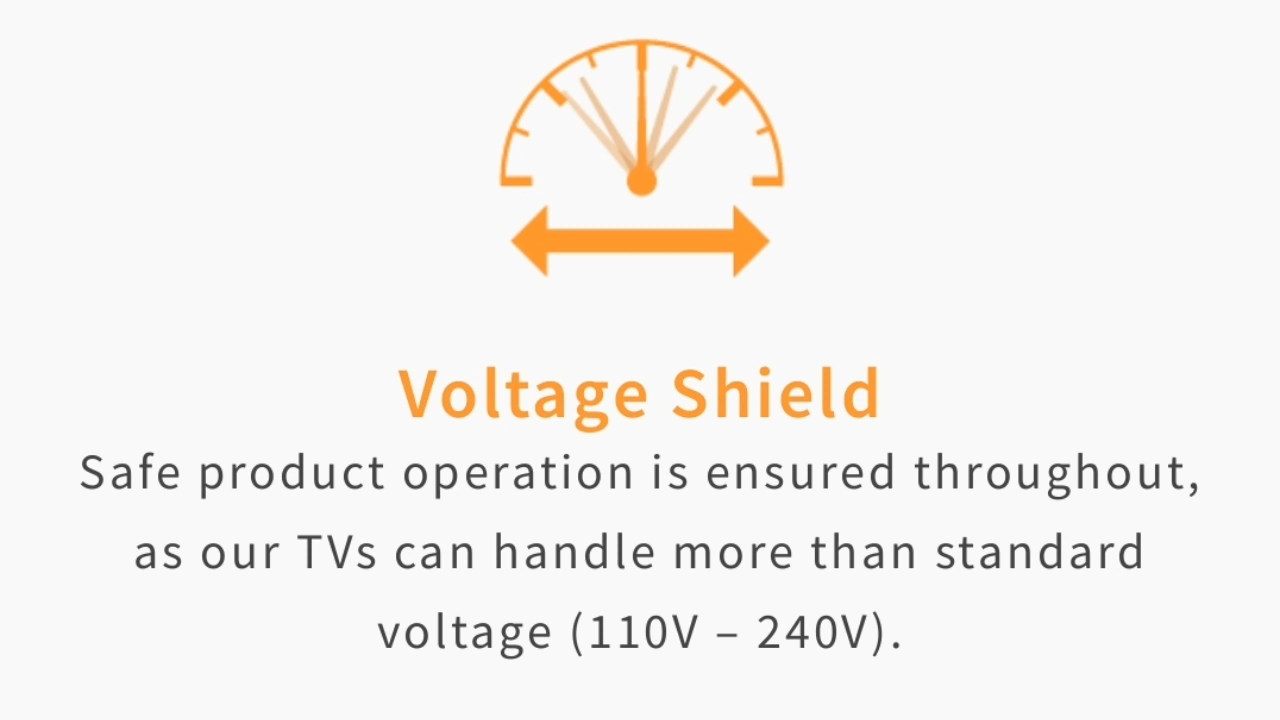 Voltage Shield
Safe product operation is ensured throughout,
as our TVs can handle more than standard
voltage (110V – 240V).